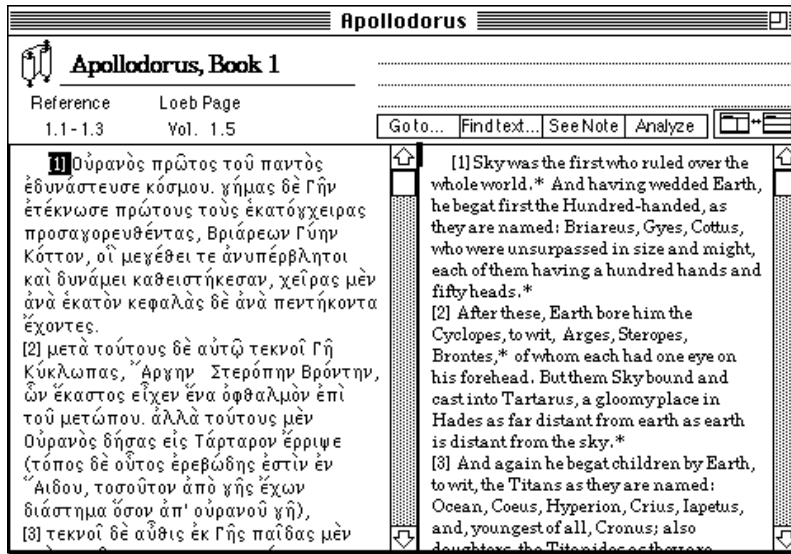 Apollodorus
Apollodorus, Book 1
Reference Loeb Page
1.1-1.3 Vol. 1.5
Go to... Find text... See Note Analyze
[1] Οὐρανὸς πρῶτος τοῦ παντὸς
ἐδυνάστευσε κόσμου. γήμας δὲ Γῆν
ἐτέκνωσε πρώτους τοὺς ἑκατόγχειρας
προσαγορευθέντας, Βριάρεων Γύην
Κόττον, οἳ μεγέθει τε ἀνυπέρβλητοι
καὶ δυνάμει καθειστήκεσαν, χεῖρας μὲν
ἀνὰ ἑκατὸν κεφαλὰς δὲ ἀνὰ πεντήκοντα
ἔχοντες.
[2] μετὰ τούτους δὲ αὐτῷ τεκνοῖ Γῆ
Κύκλωπας, Ἄργην Στερόπην Βρόντην,
ὧν ἕκαστος εἶχεν ἕνα ὀφθαλμὸν ἐπὶ
τοῦ μετώπου. ἀλλὰ τούτους μὲν
Οὐρανὸς δήσας εἰς Τάρταρον ἔρριψε
(τόπος δὲ οὗτος ἐρεβώδης ἐστὶν ἐν
Ἅιδου, τοσοῦτον ἀπὸ γῆς ἔχων
διάστημα ὅσον ἀπ' οὐρανοῦ γῆ),
[3] τεκνοῖ δὲ αὖθις ἐκ Γῆς παῖδας μὲν
[1] Sky was the first who ruled over the
whole world.* And having wedded Earth,
he begat first the Hundred-handed, as
they are named: Briareus, Gyes, Cottus,
who were unsurpassed in size and might,
each of them having a hundred hands and
fifty heads.*
[2] After these, Earth bore him the
Cyclopes, to wit, Arges, Steropes,
Brontes,* of whom each had one eye on
his forehead. But them Sky bound and
cast into Tartarus, a gloomy place in
Hades as far distant from earth as earth
is distant from the sky.*
[3] And again he begat children by Earth,
to wit, the Titans as they are named:
Ocean, Coeus, Hyperion, Crius, Iapetus,
and, youngest of all, Cronus; also
daughters, the Titanides as they are